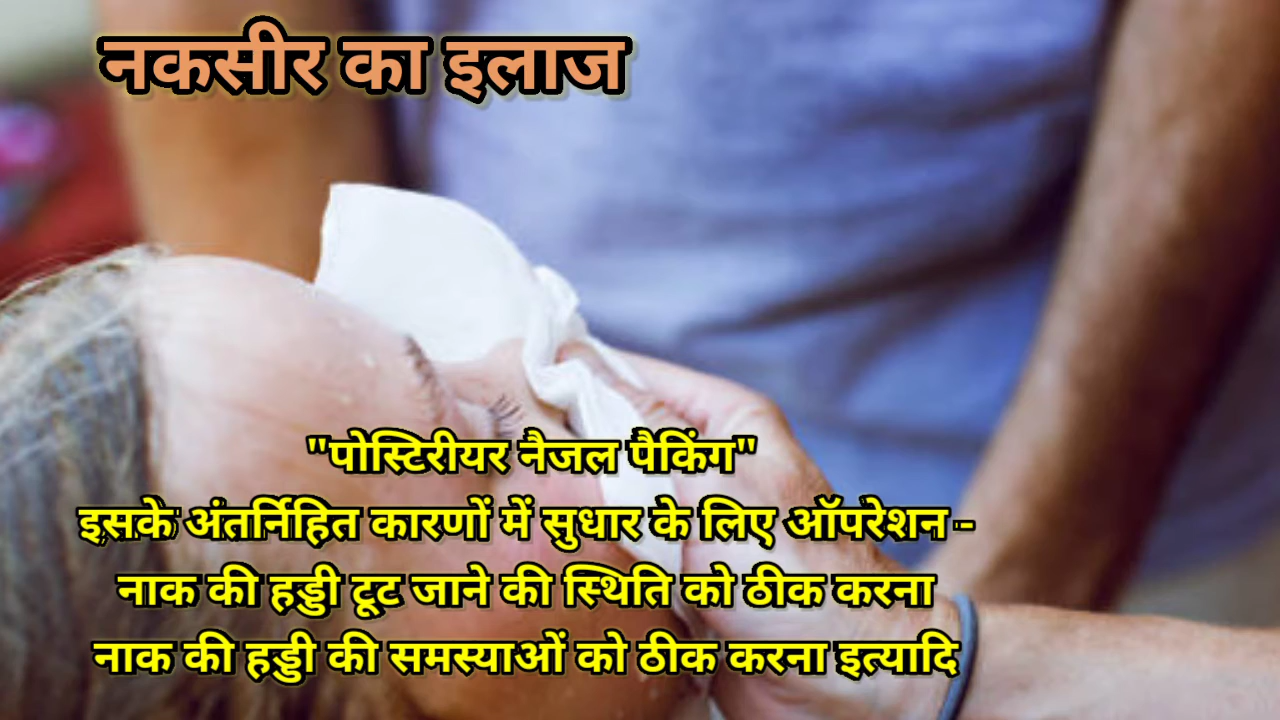 नकसीर का इलाज
"पोस्टिरीयर नैजल पैकिंग"
इसके अंतर्निहित कारणों में सुधार के लिए ऑपरेशन -
नाक की हड्डी टूट जाने की स्थिति को ठीक करना
नाक की हड्डी की समस्याओं को ठीक करना इत्यादि